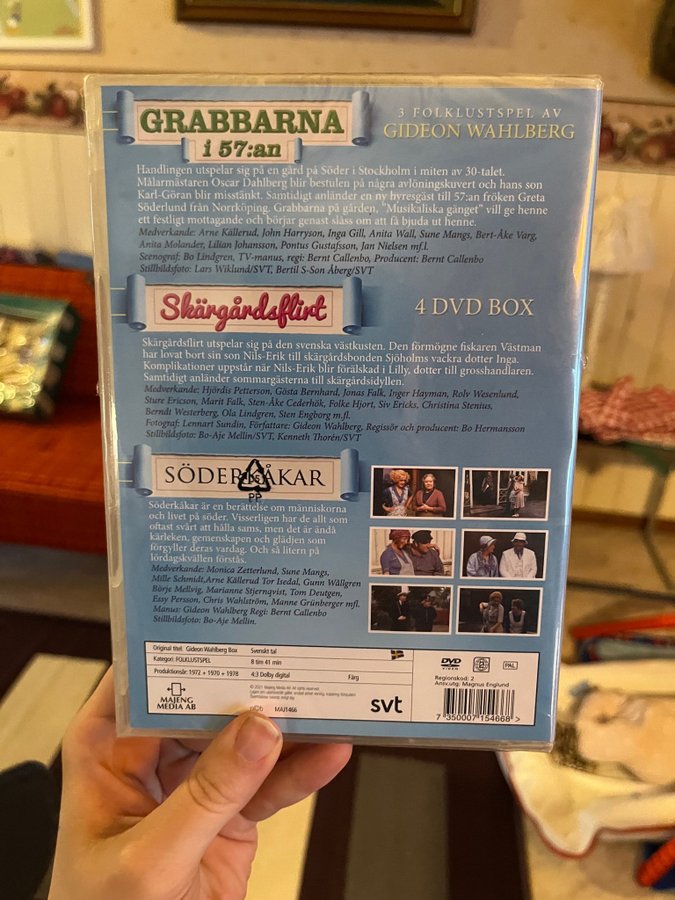 GRABBARNA
i 57:an
3 FOLKLUSTSPEL AV
GIDEON WAHLBERG
Handlingen utspelar sig på en gård på Söder i Stockholm i miten av 30-talet.
Målarmästaren Oscar Dahlberg blir bestulen på några avlöningskuvert och hans son
Karl-Göran blir misstänkt. Samtidigt anländer en ny hyresgäst till 57:an fröken Greta
Söderlund från Norrköping. Grabbarna på gården, "Musikaliska gänget" vill ge henne
ett festligt mottagande och börjar genast slåss om att få bjuda ut henne.
Medverkande: Arne Källerud, John Harryson, Inga Gill, Anita Wall, Sune Mangs, Bert-Åke Varg,
Anita Molander, Lilian Johansson, Pontus Gustafsson, Jan Nielsen mf.l.
Scenograf: Bo Lindgren, TV-manus, regi: Bernt Callenbo, Producent: Bernt Callenbo
Stillbildsfoto: Lars Wiklund/SVT, Bertil S-Son Åberg/SVT
Skärgårdsflirt
4 DVD BOX
Skärgårdsflirt utspelar sig på den svenska västkusten. Den förmögne fiskaren Västman
har lovat bort sin son Nils-Erik till skärgårdsbonden Sjöholms vackra dotter Inga.
Komplikationer uppstår när Nils-Erik blir förälskad i Lilly, dotter till grosshandlaren.
Samtidigt anländer sommargästerna till skärgårdsidyllen.
Medverkande: Hjördis Petterson, Gösta Bernhard, Jonas Falk, Inger Hayman, Rolv Wesenlund,
Sture Ericson, Marit Falk, Sten-Åke Cederhök, Folke Hjort, Siv Ericks, Christina Stenius,
Berndt Westerberg, Ola Lindgren, Sten Engborg m.fl.
Fotograf: Lennart Sundin, Författare: Gideon Wahlberg, Regissör och producent: Bo Hermansson
Stillbildsfoto: Bo-Aje Mellin/SVT, Kenneth Thorén/SVT
SÖDERKÅKAR
PP
Söderkåkar är en berättelse om människorna
och livet på söder. Visserligen har de allt som
oftast svårt att hålla sams, men det är ändå
kärleken, gemenskapen och glädjen som
förgyller deras vardag. Och så litern på
lördagskvällen förstås.
Medverkande: Monica Zetterlund, Sune Mangs,
Mille Schmidt,Arne Källerud Tor Isedal, Gunn Wållgren
Börje Mellvig, Marianne Stjernqvist, Tom Deutgen,
Essy Persson, Chris Wahlström, Manne Grünberger mfl.
Manus: Gideon Wahlberg Regi: Bernt Callenbo
Stillbildsfoto: Bo-Aje Mellin.
Original titel: Gideon Wahlberg Box
Svenskt tal
Kategori: FOLKLUSTSPEL
8 tim 41 min
Produktionsår: 1972 + 1970 + 1978
4:3 Dolby digital
Färg
MAJENG
MEDIA AB
© 2021 Majeng Media AB. All rights reserved.
MAJ1466
svt
DVD
VIDEO
PAL
Regionskod: 2
Ansv.utg: Magnus Englund
7 350007 154668 >